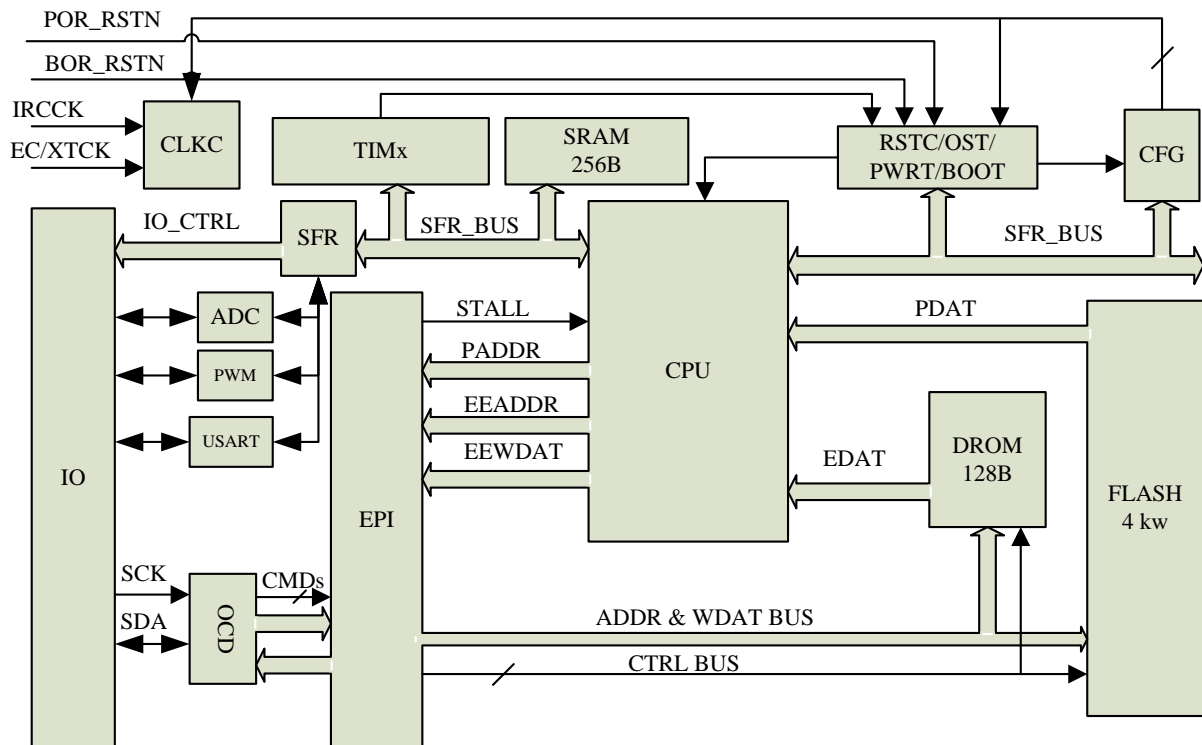 POR_RSTN
BOR_RSTN
IRCCK
EC/XTCK
CLKC
TIMx
SRAM
256B
RSTC/OST/
PWRT/BOOT
CFG
IO_CTRL
SFR
SFR_BUS
SFR_BUS
ADC
PWM
USART
STALL
PADDR
EEADDR
EEWDAT
CPU
PDAT
EDAT
DROM
128B
FLASH
4 kw
IO
EPI
SCK
SDA
OCD
CMDs
ADDR & WDAT BUS
CTRL BUS